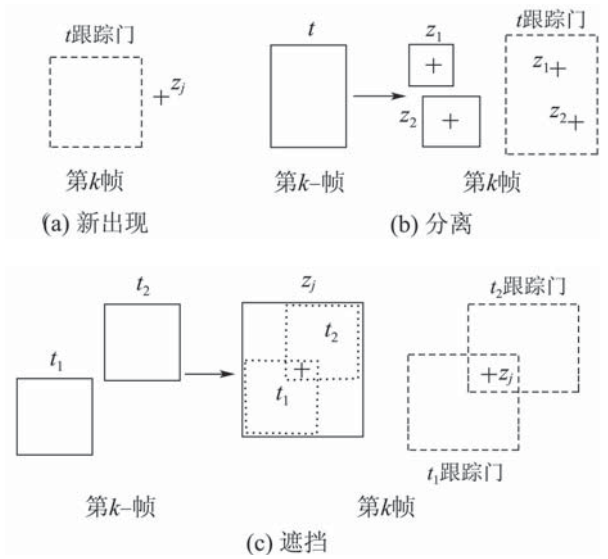 t跟踪门
+z_j
第k帧
(a) 新出现
t
z_1
z_2
第k-帧
第k帧
t跟踪门
z_1+
z_2+
(b) 分离
t_1
t_2
z_j
t_2
t_1
t_2跟踪门
+z_j
t_1跟踪门
第k-帧
第k帧
(c) 遮挡